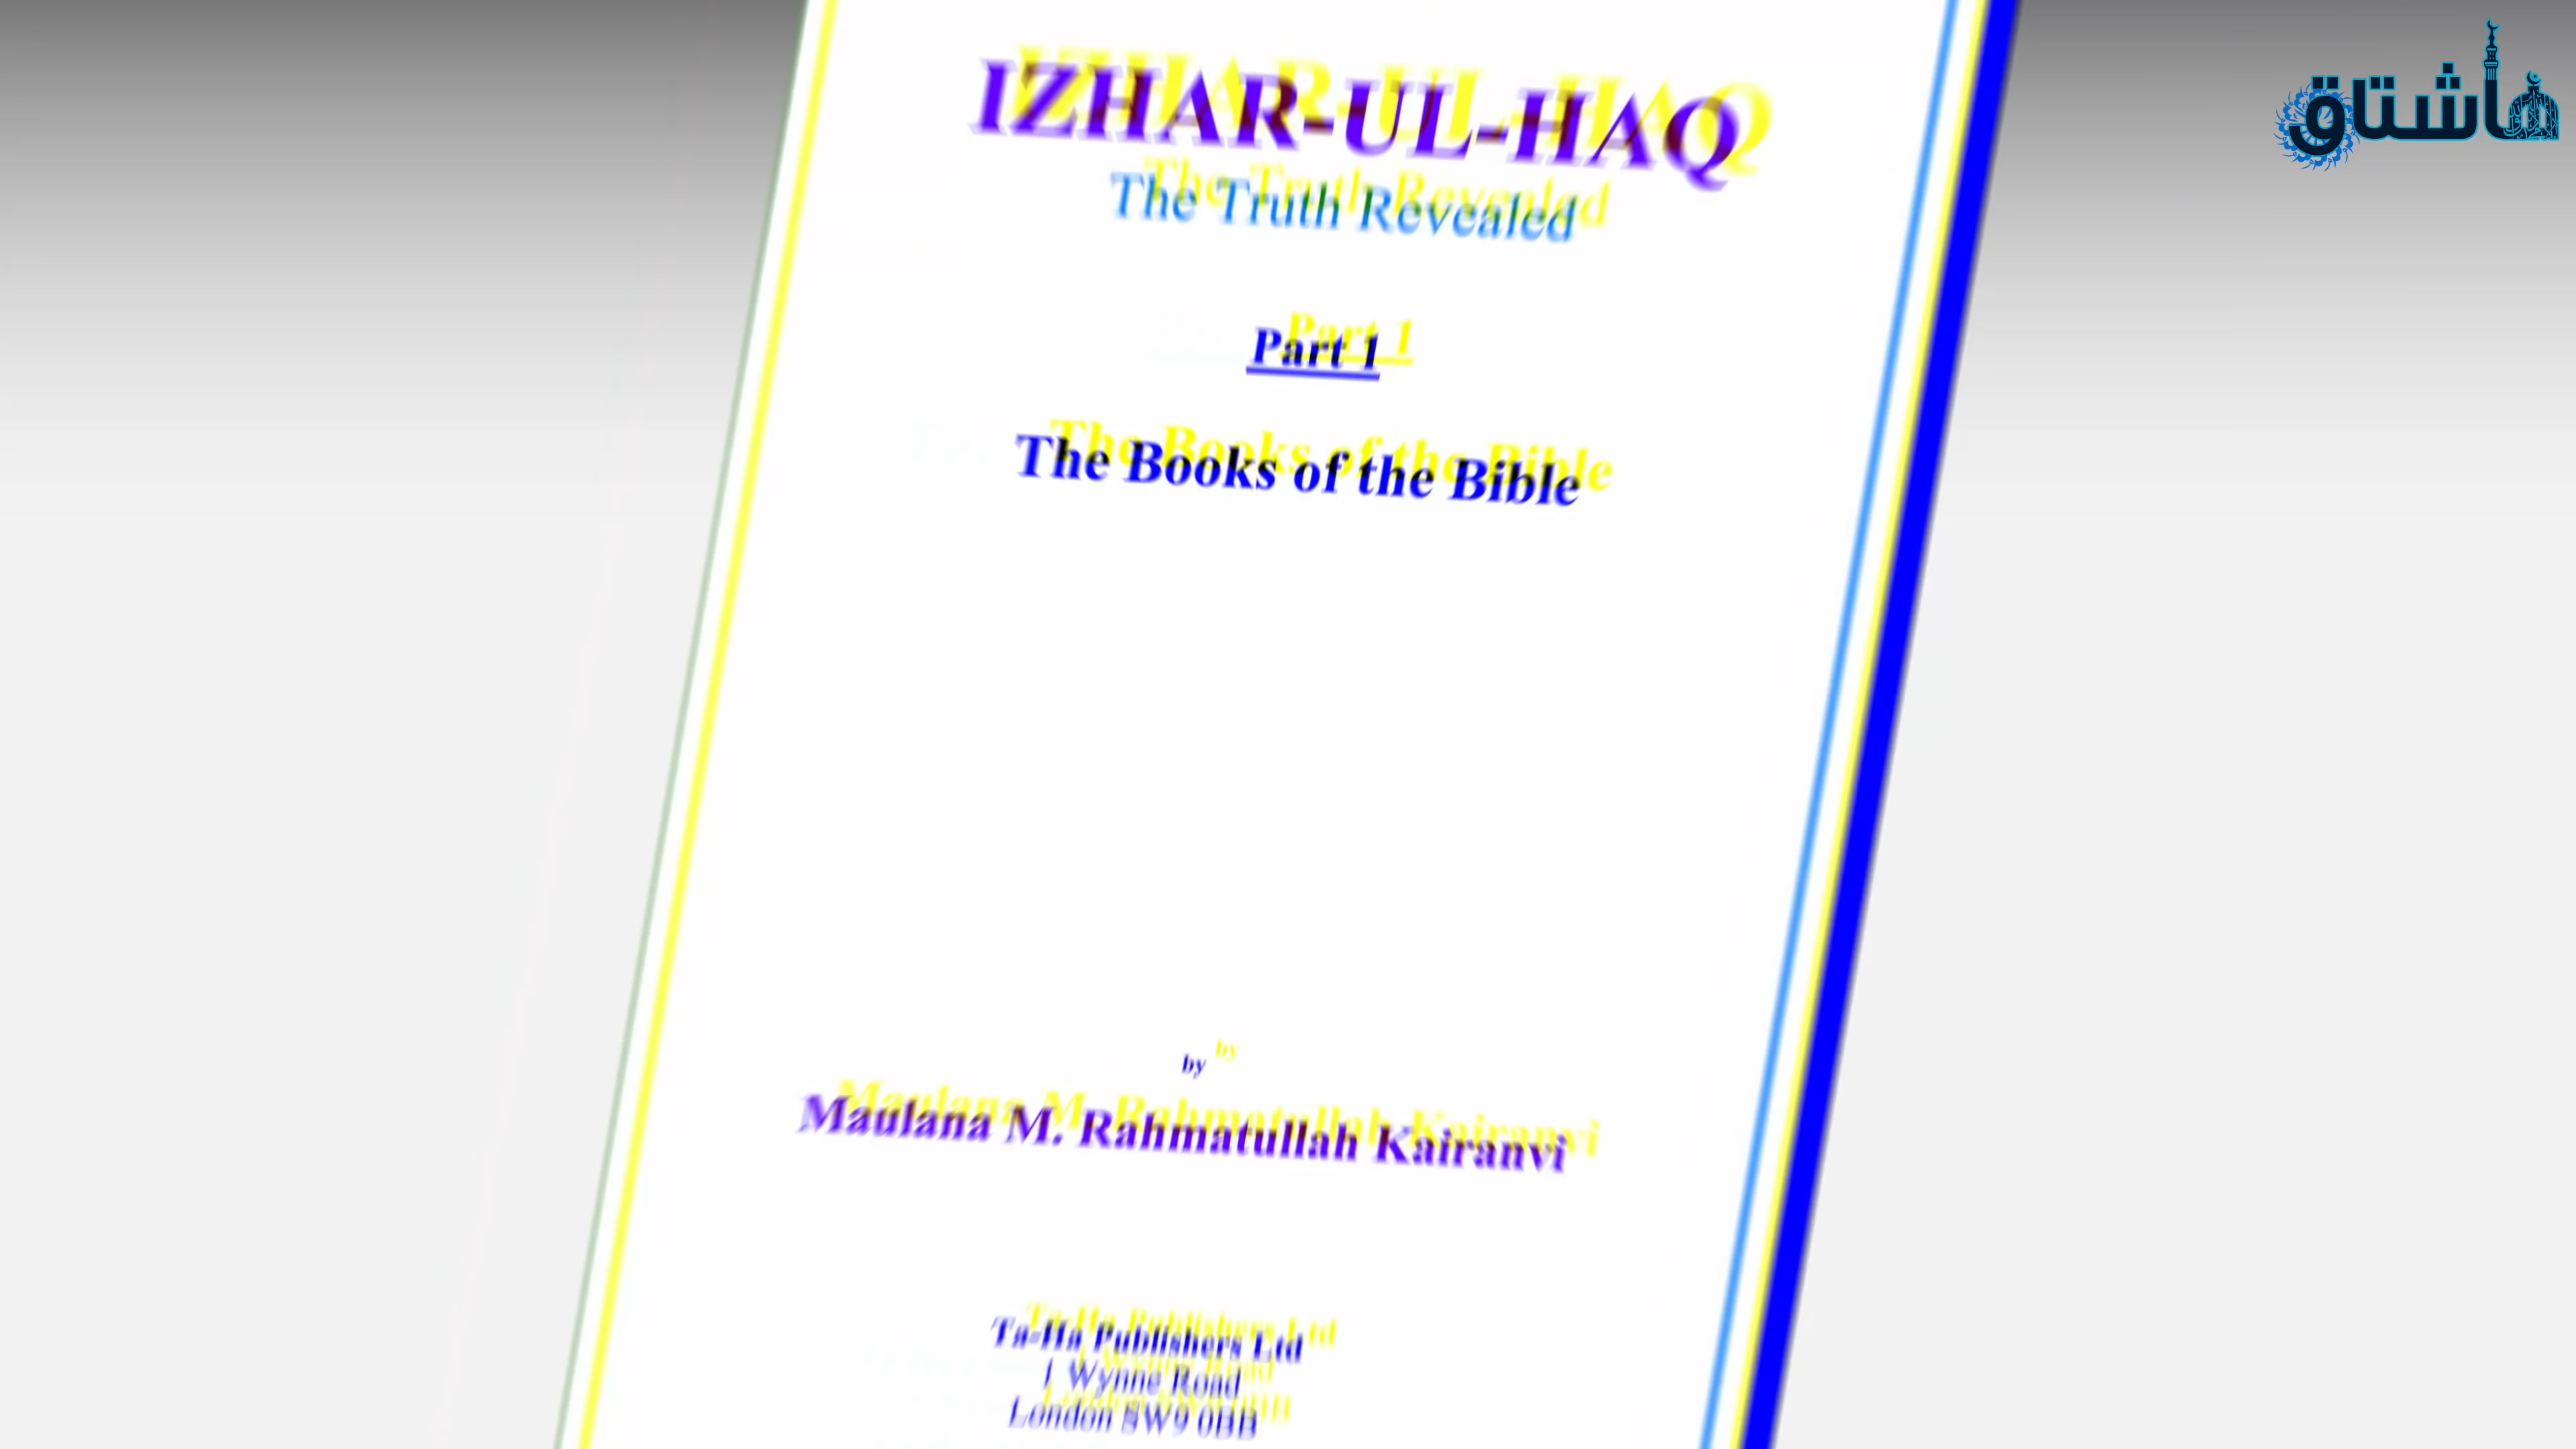 هاشتاق
IZHAR-UL-HAQ
The Truth Revealed
Part 1
The Books of the Bible
by
Maulana M. Rahmatullah Kairanvi
Ta-Ha Publishers Ltd
1 Wynne Road
London SW9 0BB